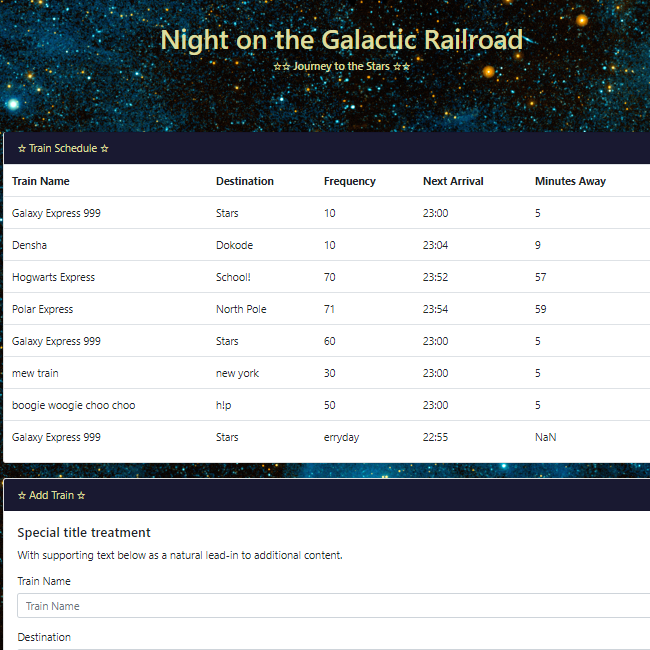 Night on the Galactic Railroad
☆☆ Journey to the Stars ☆☆
☆ Train Schedule ☆
Train Name Destination Frequency Next Arrival Minutes Away
Galaxy Express 999 Stars 10 23:00 5
Densha Dokode 10 23:04 9
Hogwarts Express School! 70 23:52 57
Polar Express North Pole 71 23:54 59
Galaxy Express 999 Stars 60 23:00 5
mew train new york 30 23:00 5
boogie woogie choo choo h!p 50 23:00 5
Galaxy Express 999 Stars erryday 22:55 NaN
☆ Add Train ☆
Special title treatment
With supporting text below as a natural lead-in to additional content.
Train Name
Train Name
Destination